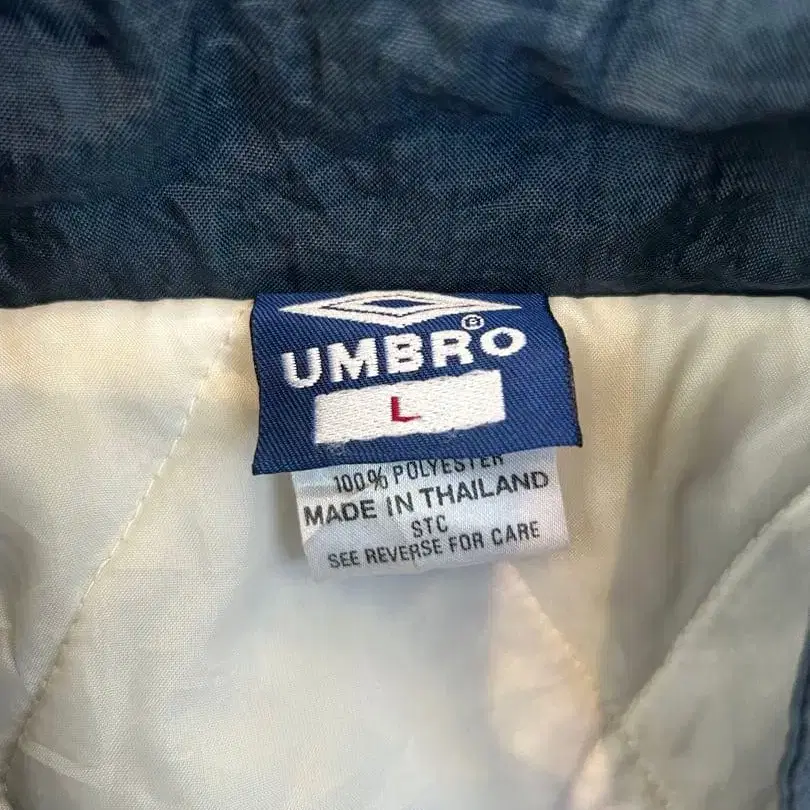 UMBRO®
L
100% POLYESTER
MADE IN THAILAND
STC
SEE REVERSE FOR CARE